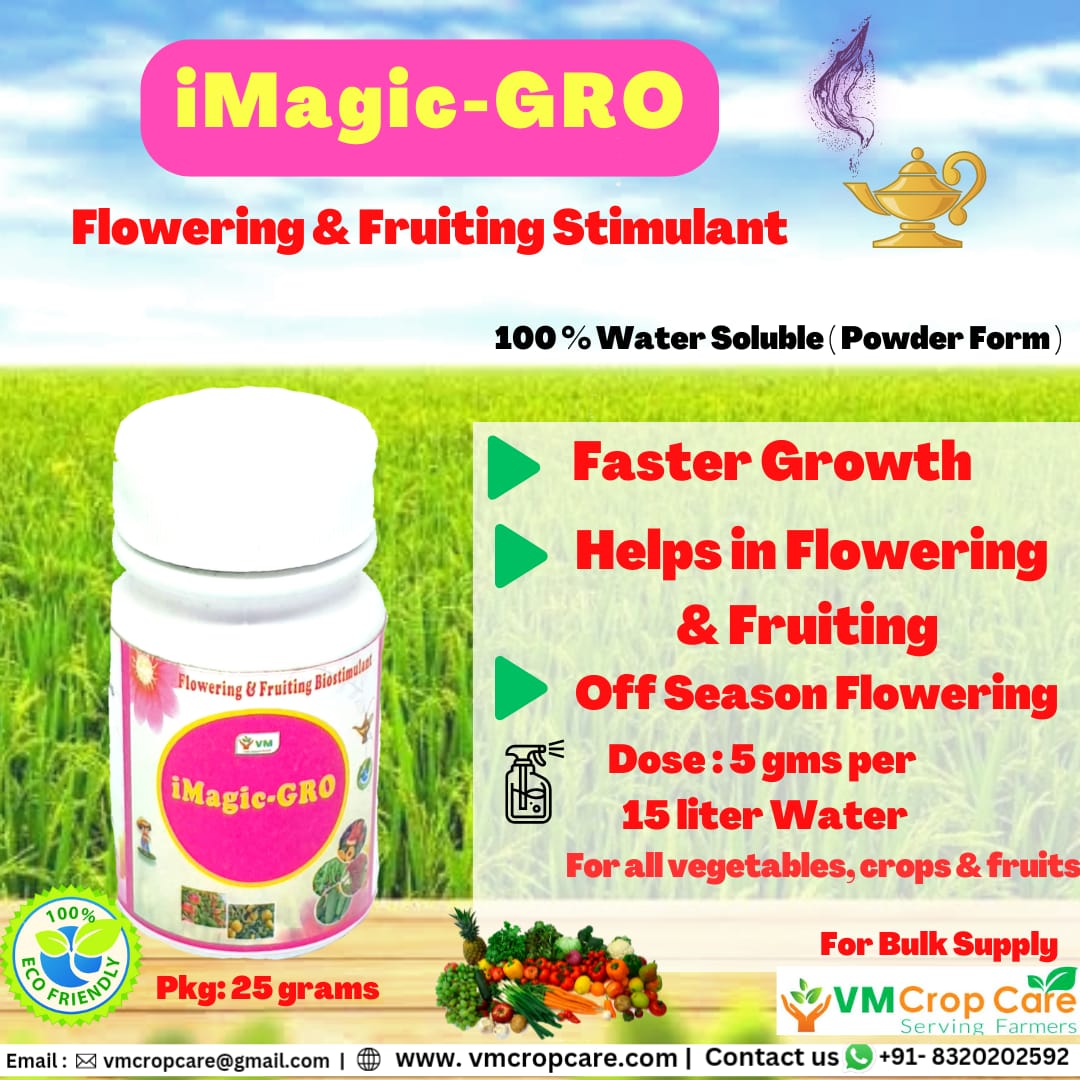 iMagic-GRO
Flowering & Fruiting Stimulant
100 % Water Soluble ( Powder Form )
Faster Growth
Helps in Flowering
& Fruiting
Off Season Flowering
Dose : 5 gms per
15 liter Water
For all vegetables, crops & fruits
Flowering & Fruiting Biostimulant
VM
iMagic-GRO
100%
ECO FRIENDLY
Pkg: 25 grams
For Bulk Supply
VM Crop Care
Serving Farmers
Email : vmcropcare@gmail.com | www. vmcropcare.com | Contact us +91- 8320202592